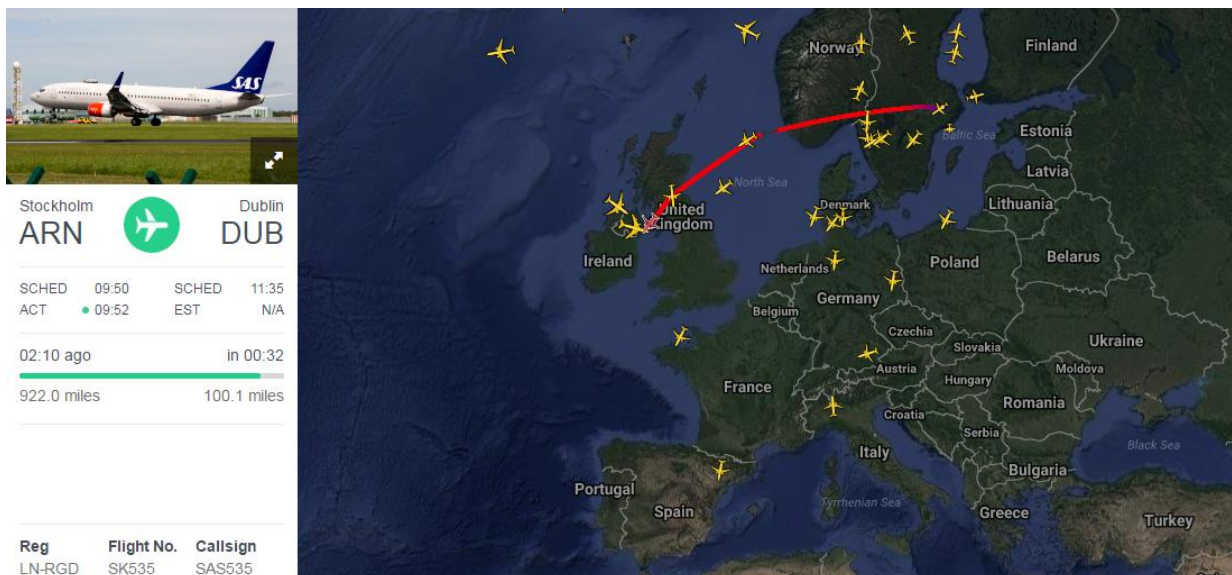 SAS
Stockholm Dublin
ARN DUB
SCHED 09:50 SCHED 11:35
ACT 09:52 EST N/A
02:10 ago in 00:32
922.0 miles 100.1 miles
Reg Flight No. Callsign
LN-RGD SK535 SAS535
Norway
Finland
Baltic Sea
Estonia
Latvia
Lithuania
North Sea
Denmark
United
Kingdom
Ireland
Netherlands
Poland
Belarus
Germany
Belgium
Czechia
Slovakia
Ukraine
Austria
Hungary
Moldova
France
Romania
Croatia
Serbia
Italy
Black Sea
Bulgaria
Portugal
Spain
Tyrrhenian Sea
Greece
Turkey